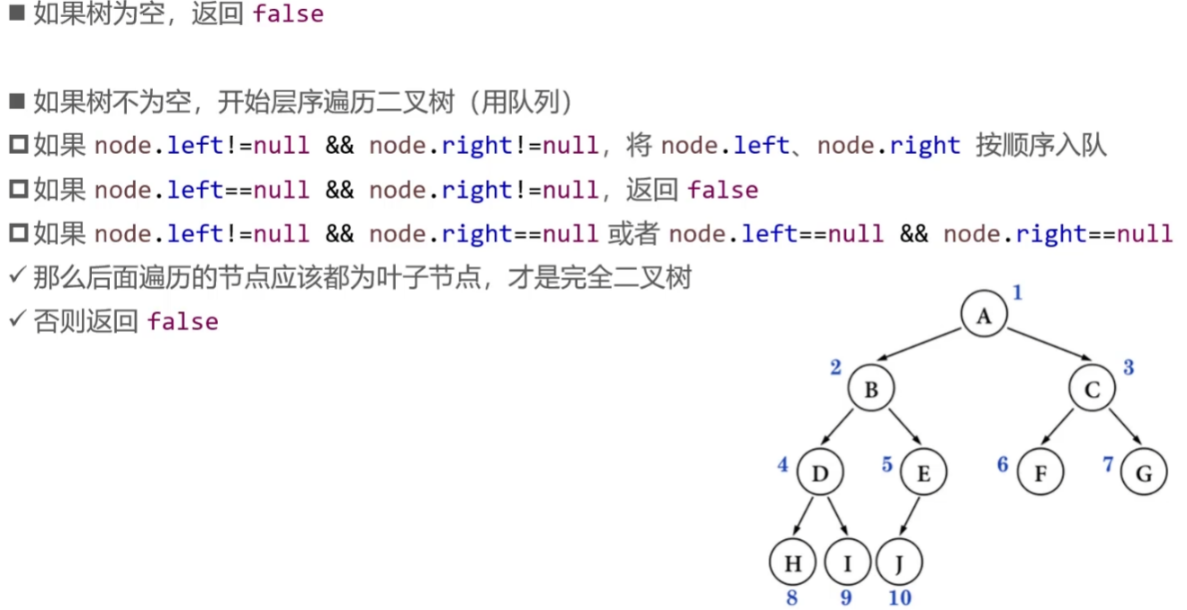 ■ 如果树为空，返回 false
■ 如果树不为空，开始层序遍历二叉树（用队列）
□ 如果 node.left!=null && node.right!=null，将 node.left、node.right 按顺序入队
□ 如果 node.left==null && node.right!=null，返回 false
□ 如果 node.left!=null && node.right==null 或者 node.left==null && node.right==null
✓ 那么后面遍历的节点应该都为叶子节点，才是完全二叉树
✓ 否则返回 false
1
A
2
3
B
C
4
5
6
7
D
E
F
G
H
I
J
8
9
10